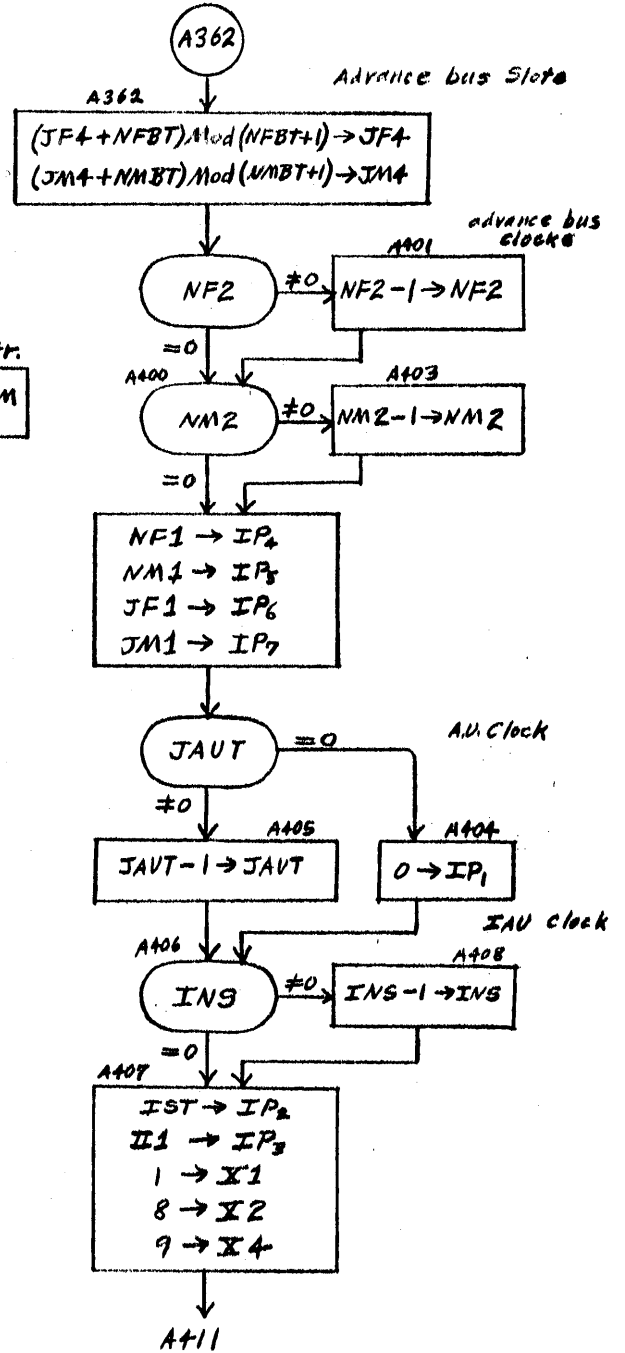 A362
Advance bus Slots
A362
(JF4+NFBT)Mod(NFBT+1)→JF4
(JM4+NMBT)Mod(NMBT+1)→JM4
advance bus
clocks
A401
NF2
≠0
NF2-1→NF2
=0
tr.
M
A400
A403
NM2
≠0
NM2-1→NM2
=0
NF1→IP4
NM1→IP5
JF1→IP6
JM1→IP7
JAUT
=0
A.U. Clock
≠0
A405
A404
JAUT-1→JAUT
0→IP1
IAU Clock
A406
A408
INS
≠0
INS-1→INS
=0
A407
IST→IP2
II1→IP3
1→X1
8→X2
9→X4
A411